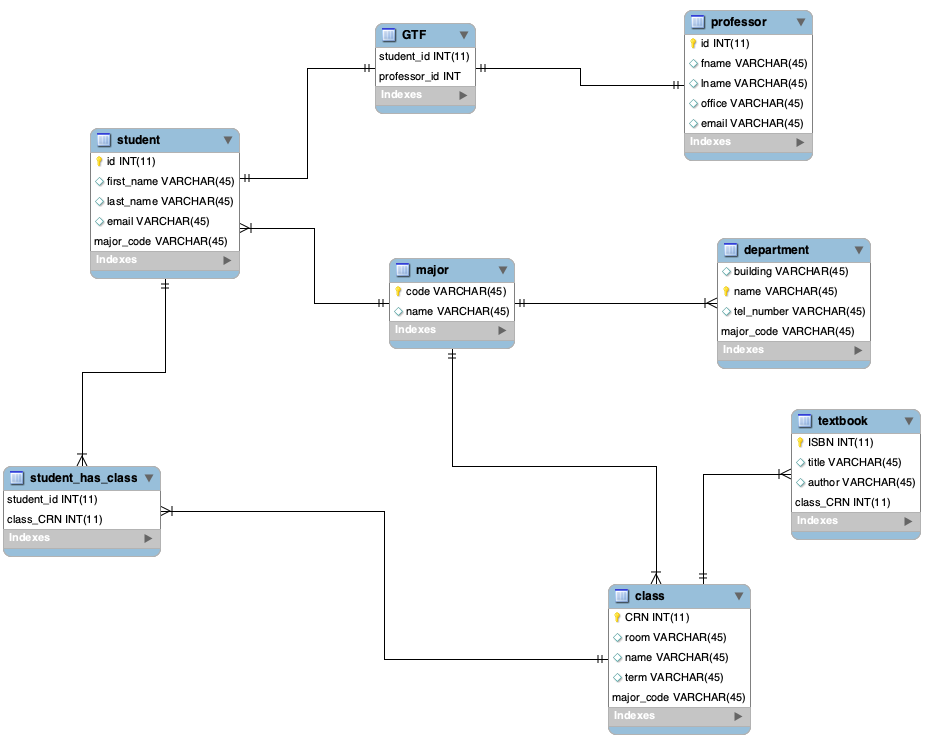 GTF
student_id INT(11)
professor_id INT
Indexes
professor
id INT(11)
fname VARCHAR(45)
lname VARCHAR(45)
office VARCHAR(45)
email VARCHAR(45)
Indexes
student
id INT(11)
first_name VARCHAR(45)
last_name VARCHAR(45)
email VARCHAR(45)
major_code VARCHAR(45)
Indexes
major
code VARCHAR(45)
name VARCHAR(45)
Indexes
department
building VARCHAR(45)
name VARCHAR(45)
tel_number VARCHAR(45)
major_code VARCHAR(45)
Indexes
textbook
ISBN INT(11)
title VARCHAR(45)
author VARCHAR(45)
class_CRN INT(11)
Indexes
student_has_class
student_id INT(11)
class_CRN INT(11)
Indexes
class
CRN INT(11)
room VARCHAR(45)
name VARCHAR(45)
term VARCHAR(45)
major_code VARCHAR(45)
Indexes